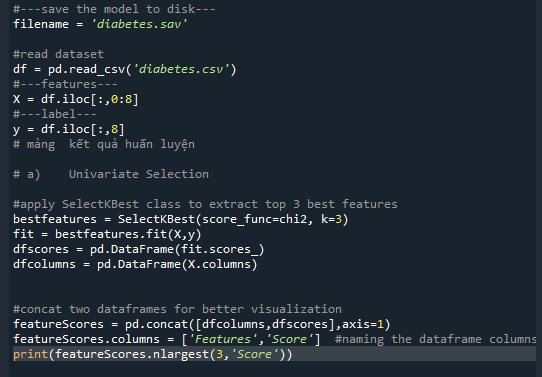 #---save the model to disk---
filename = 'diabetes.sav'
#read dataset
df = pd.read_csv('diabetes.csv')
#---features---
X = df.iloc[:,0:8]
#---label---
y = df.iloc[:,8]
# mảng  kết quả huấn luyện
# a)    Univariate Selection
#apply SelectKBest class to extract top 3 best features
bestfeatures = SelectKBest(score_func=chi2, k=3)
fit = bestfeatures.fit(X,y)
dfscores = pd.DataFrame(fit.scores_)
dfcolumns = pd.DataFrame(X.columns)
#concat two dataframes for better visualization
featureScores = pd.concat([dfcolumns,dfscores],axis=1)
featureScores.columns = ['Features','Score']  #naming the dataframe columns
print(featureScores.nlargest(3,'Score'))